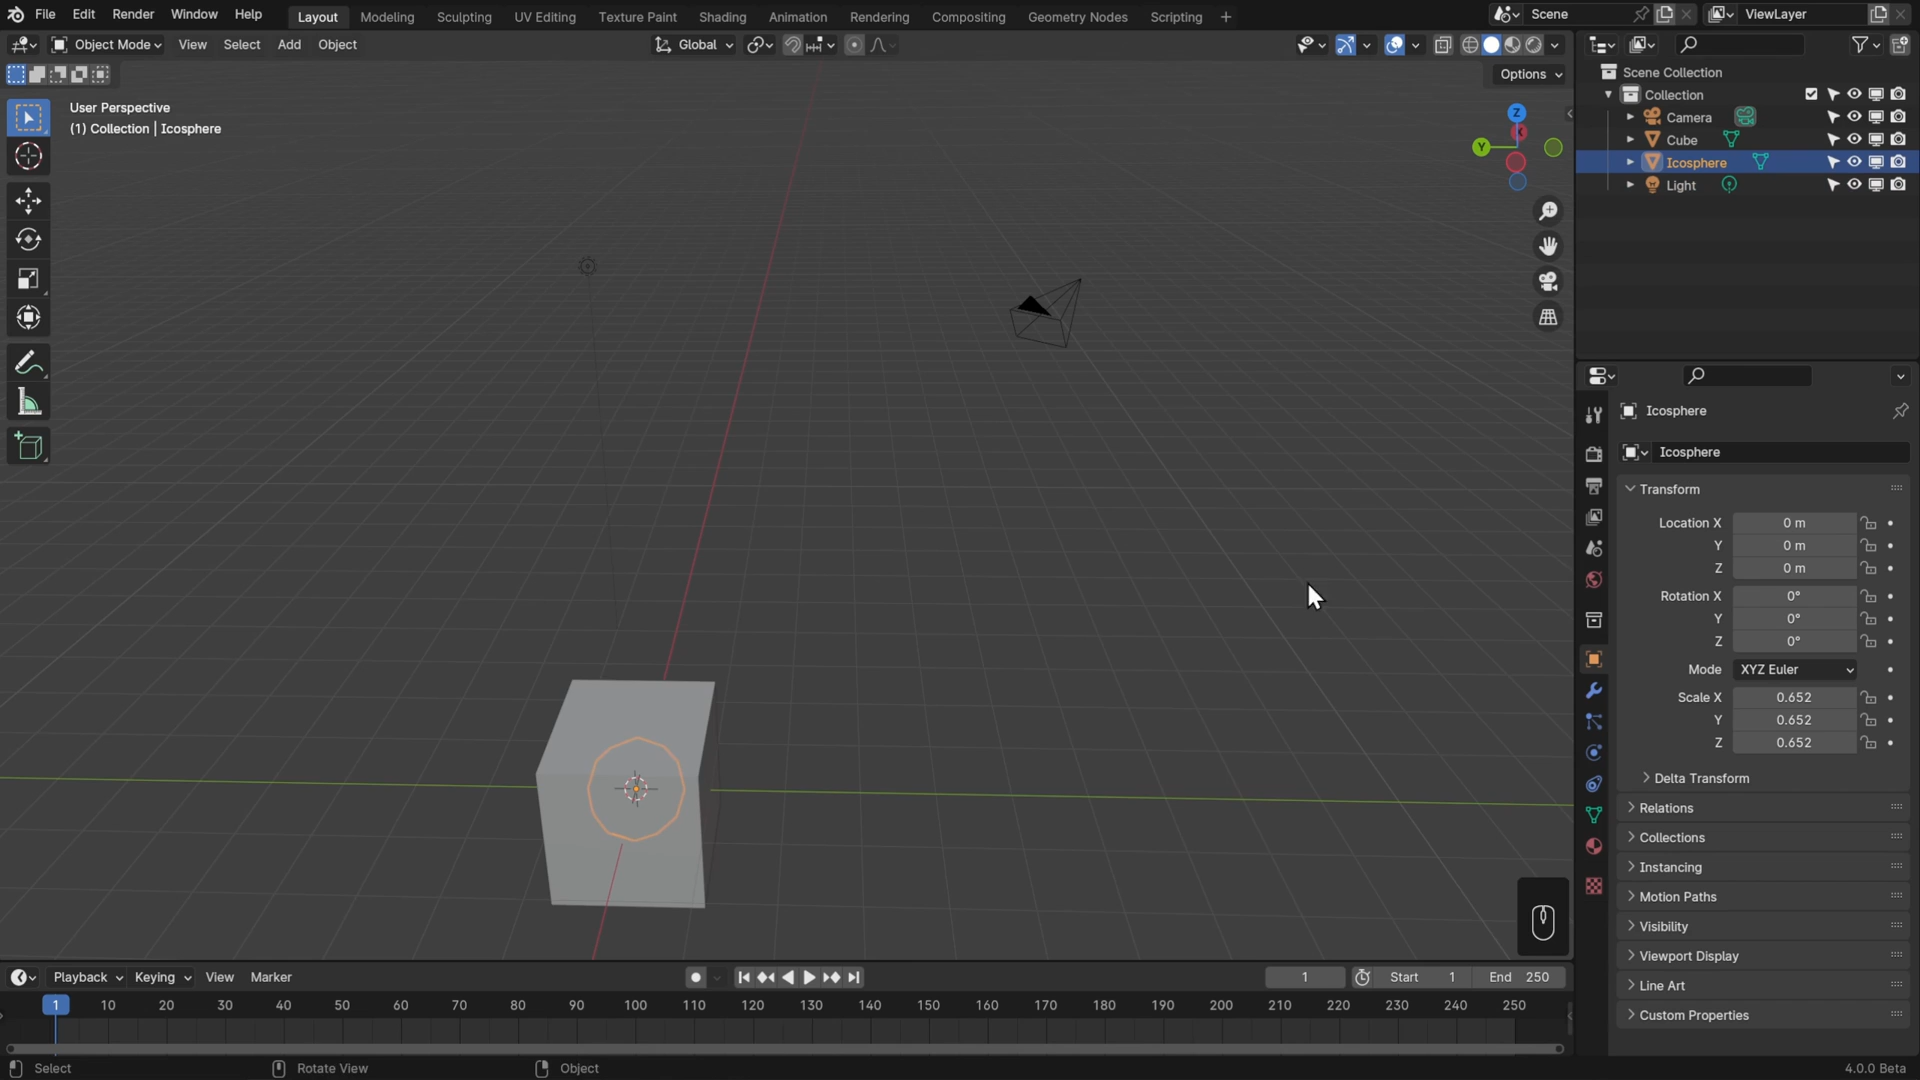 File Edit Render Window Help Layout Modeling Sculpting UV Editing Texture Paint Shading Animation Rendering Compositing Geometry Nodes Scripting + Scene ViewLayer
Object Mode View Select Add Object Global
Options
User Perspective
(1) Collection | Icosphere
Z
X
Y
Scene Collection
Collection
Camera
Cube
Icosphere
Light
Icosphere
Icosphere
Transform
Location X 0 m
Y 0 m
Z 0 m
Rotation X 0°
Y 0°
Z 0°
Mode XYZ Euler
Scale X 0.652
Y 0.652
Z 0.652
Delta Transform
Relations
Collections
Instancing
Motion Paths
Visibility
Viewport Display
Line Art
Custom Properties
Playback Keying View Marker 1 Start 1 End 250
1 10 20 30 40 50 60 70 80 90 100 110 120 130 140 150 160 170 180 190 200 210 220 230 240 250
Select Rotate View Object 4.0.0 Beta